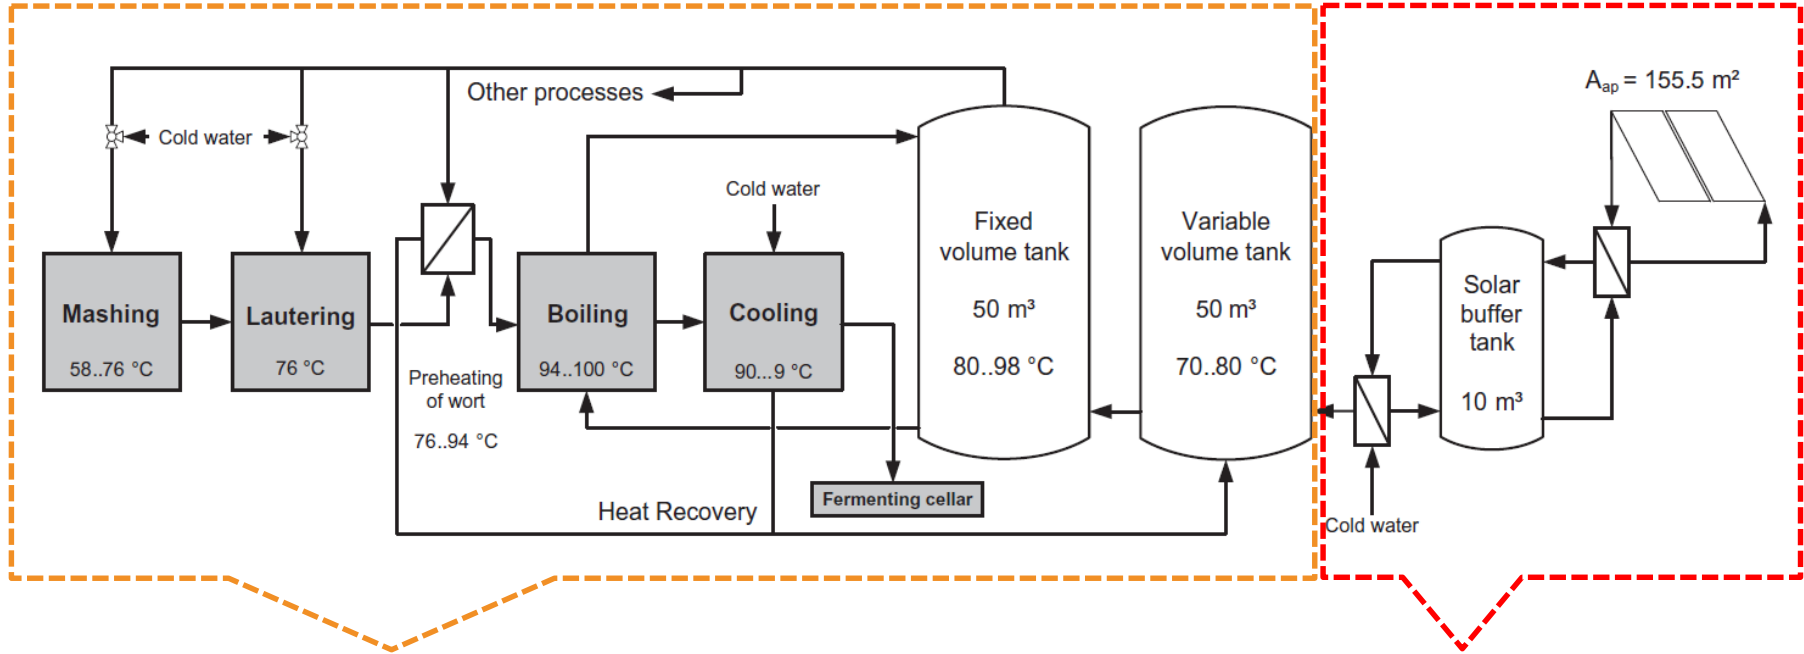 Other processes
Cold water
Cold water
Mashing
58..76 °C
Lautering
76 °C
Preheating
of wort
76..94 °C
Boiling
94..100 °C
Cooling
90...9 °C
Heat Recovery
Fermenting cellar
Fixed
volume tank
50 m³
80..98 °C
Variable
volume tank
50 m³
70..80 °C
Aap = 155.5 m²
Solar
buffer
tank
10 m³
Cold water